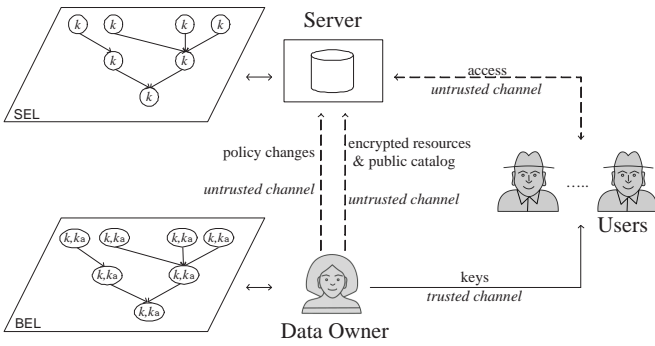 Server
k k k k
k k
k
SEL
access
untrusted channel
policy changes
untrusted channel
encrypted resources
& public catalog
untrusted channel
.....
Users
k,ka k,ka k,ka k,ka
k,ka k,ka
k,ka
BEL
keys
trusted channel
Data Owner